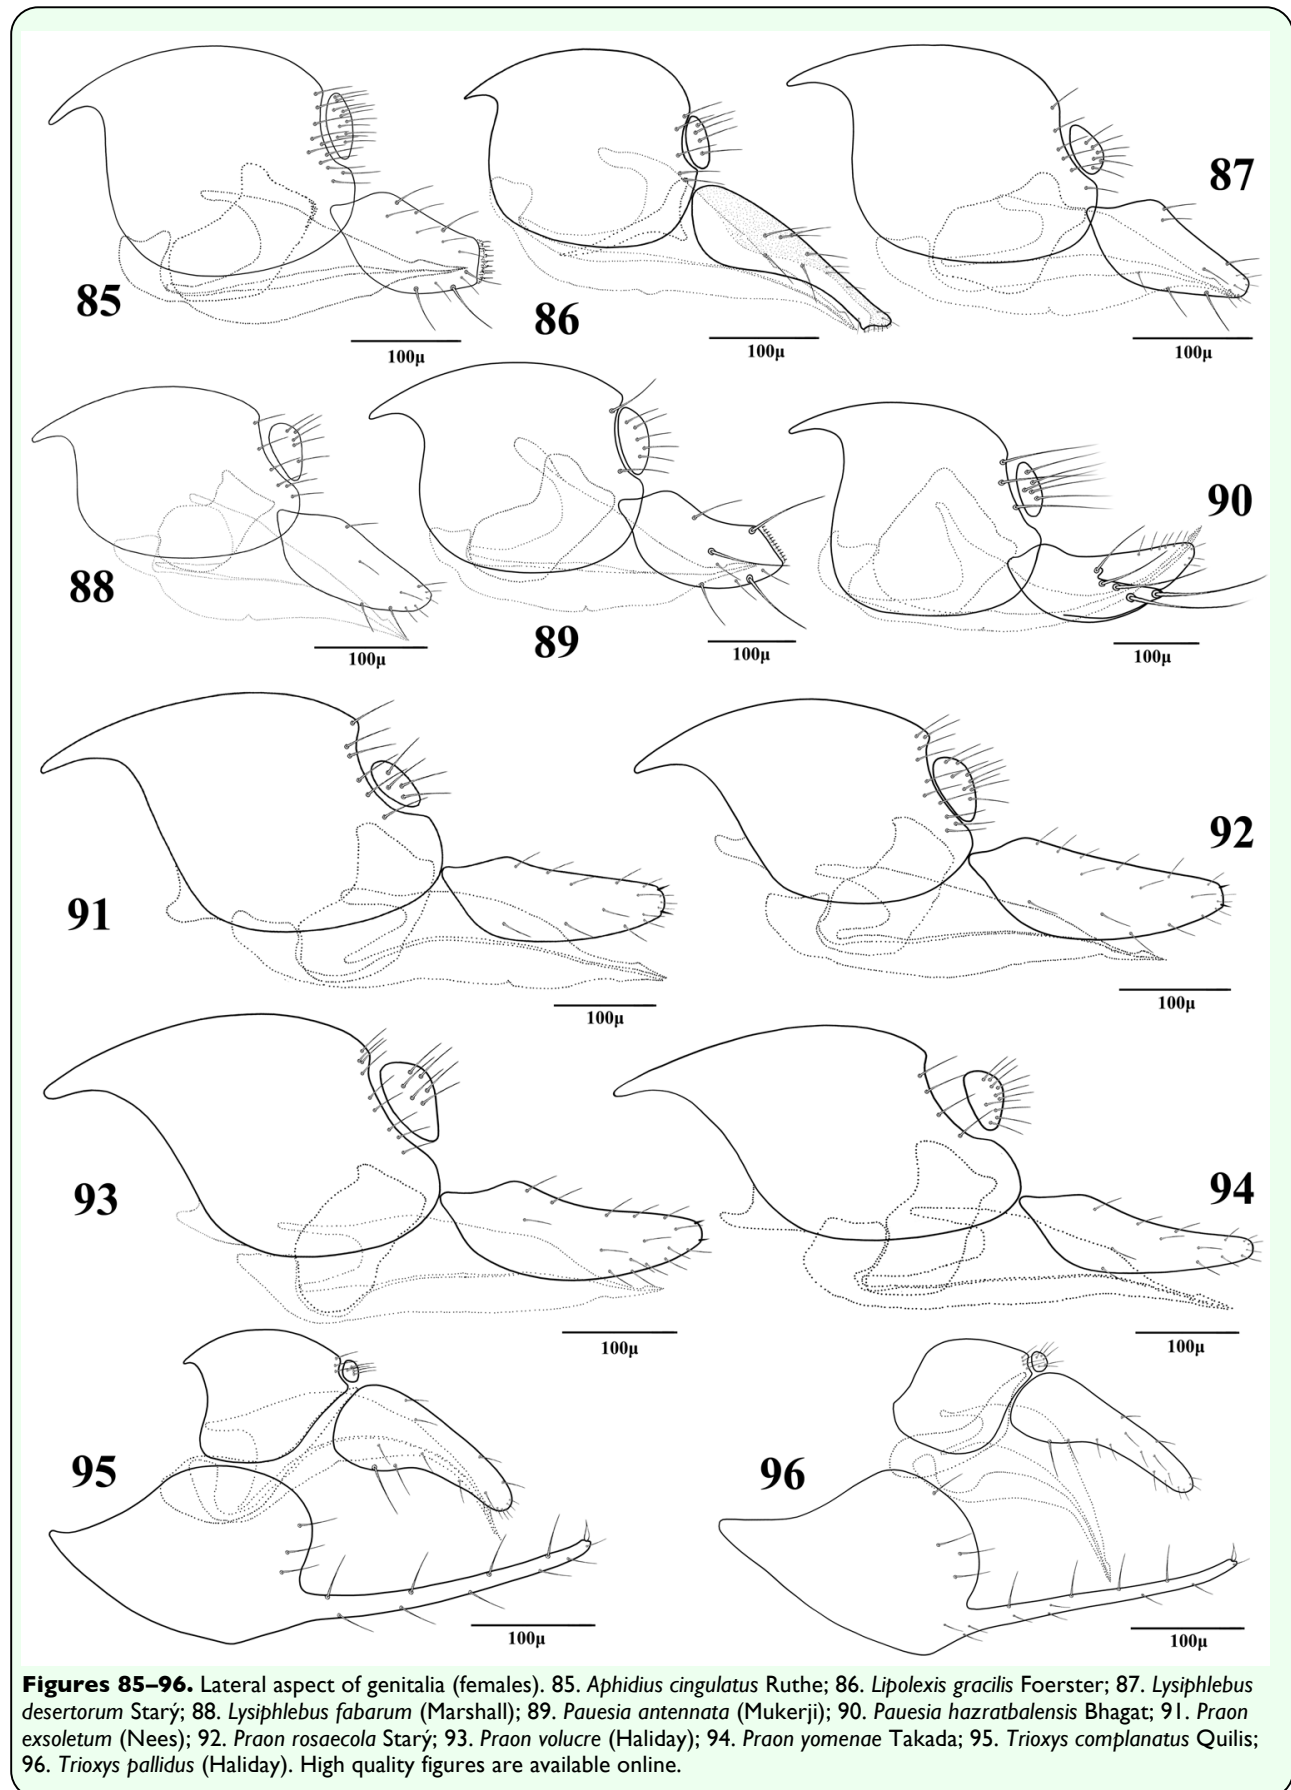 85
100μ
86
100μ
87
100μ
88
100μ
89
100μ
90
100μ
91
100μ
92
100μ
93
100μ
94
100μ
95
100μ
96
100μ
Figures 85–96. Lateral aspect of genitalia (females). 85. Aphidius cingulatus Ruthe; 86. Lipolexis gracilis Foerster; 87. Lysiphlebus
desertorum Starý; 88. Lysiphlebus fabarum (Marshall); 89. Pauesia antennata (Mukerji); 90. Pauesia hazratbalensis Bhagat; 91. Praon
exsoletum (Nees); 92. Praon rosaecola Starý; 93. Praon volucre (Haliday); 94. Praon yomenae Takada; 95. Trioxys complanatus Quilis;
96. Trioxys pallidus (Haliday). High quality figures are available online.